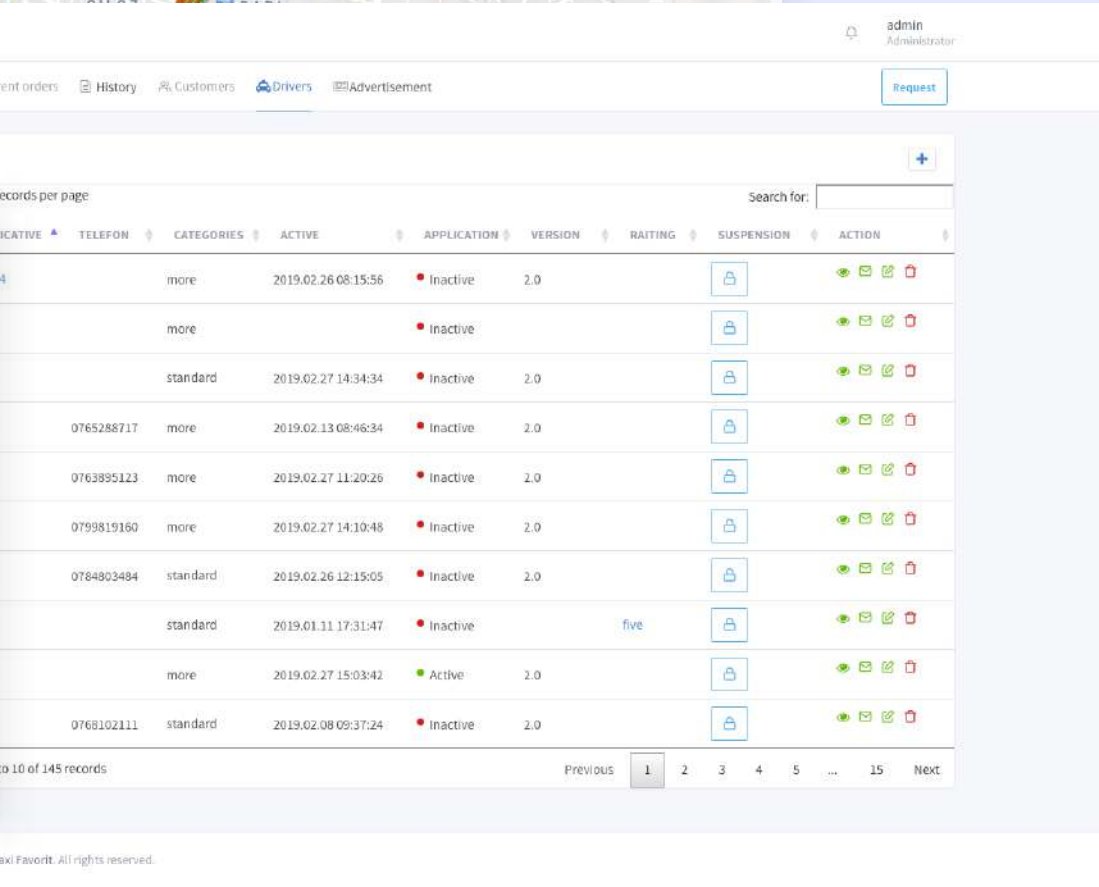 admin
Administrator
ent orders History Customers Drivers Advertisement Request
ecords per page Search for:
ICATIVE TELEFON CATEGORIES ACTIVE APPLICATION VERSION RAITING SUSPENSION ACTION
4 more 2019.02.26 08:15:56 Inactive 2.0
more Inactive
standard 2019.02.27 14:34:34 Inactive 2.0
0765288717 more 2019.02.13 08:46:34 Inactive 2.0
0763895123 more 2019.02.27 11:20:26 Inactive 2.0
0799819160 more 2019.02.27 14:10:48 Inactive 2.0
0784803484 standard 2019.02.26 12:15:05 Inactive 2.0
standard 2019.01.11 17:31:47 Inactive five
more 2019.02.27 15:03:42 Active 2.0
0768102111 standard 2019.02.08 09:37:24 Inactive 2.0
to 10 of 145 records Previous 1 2 3 4 5 ... 15 Next
axi Favorit. All rights reserved.